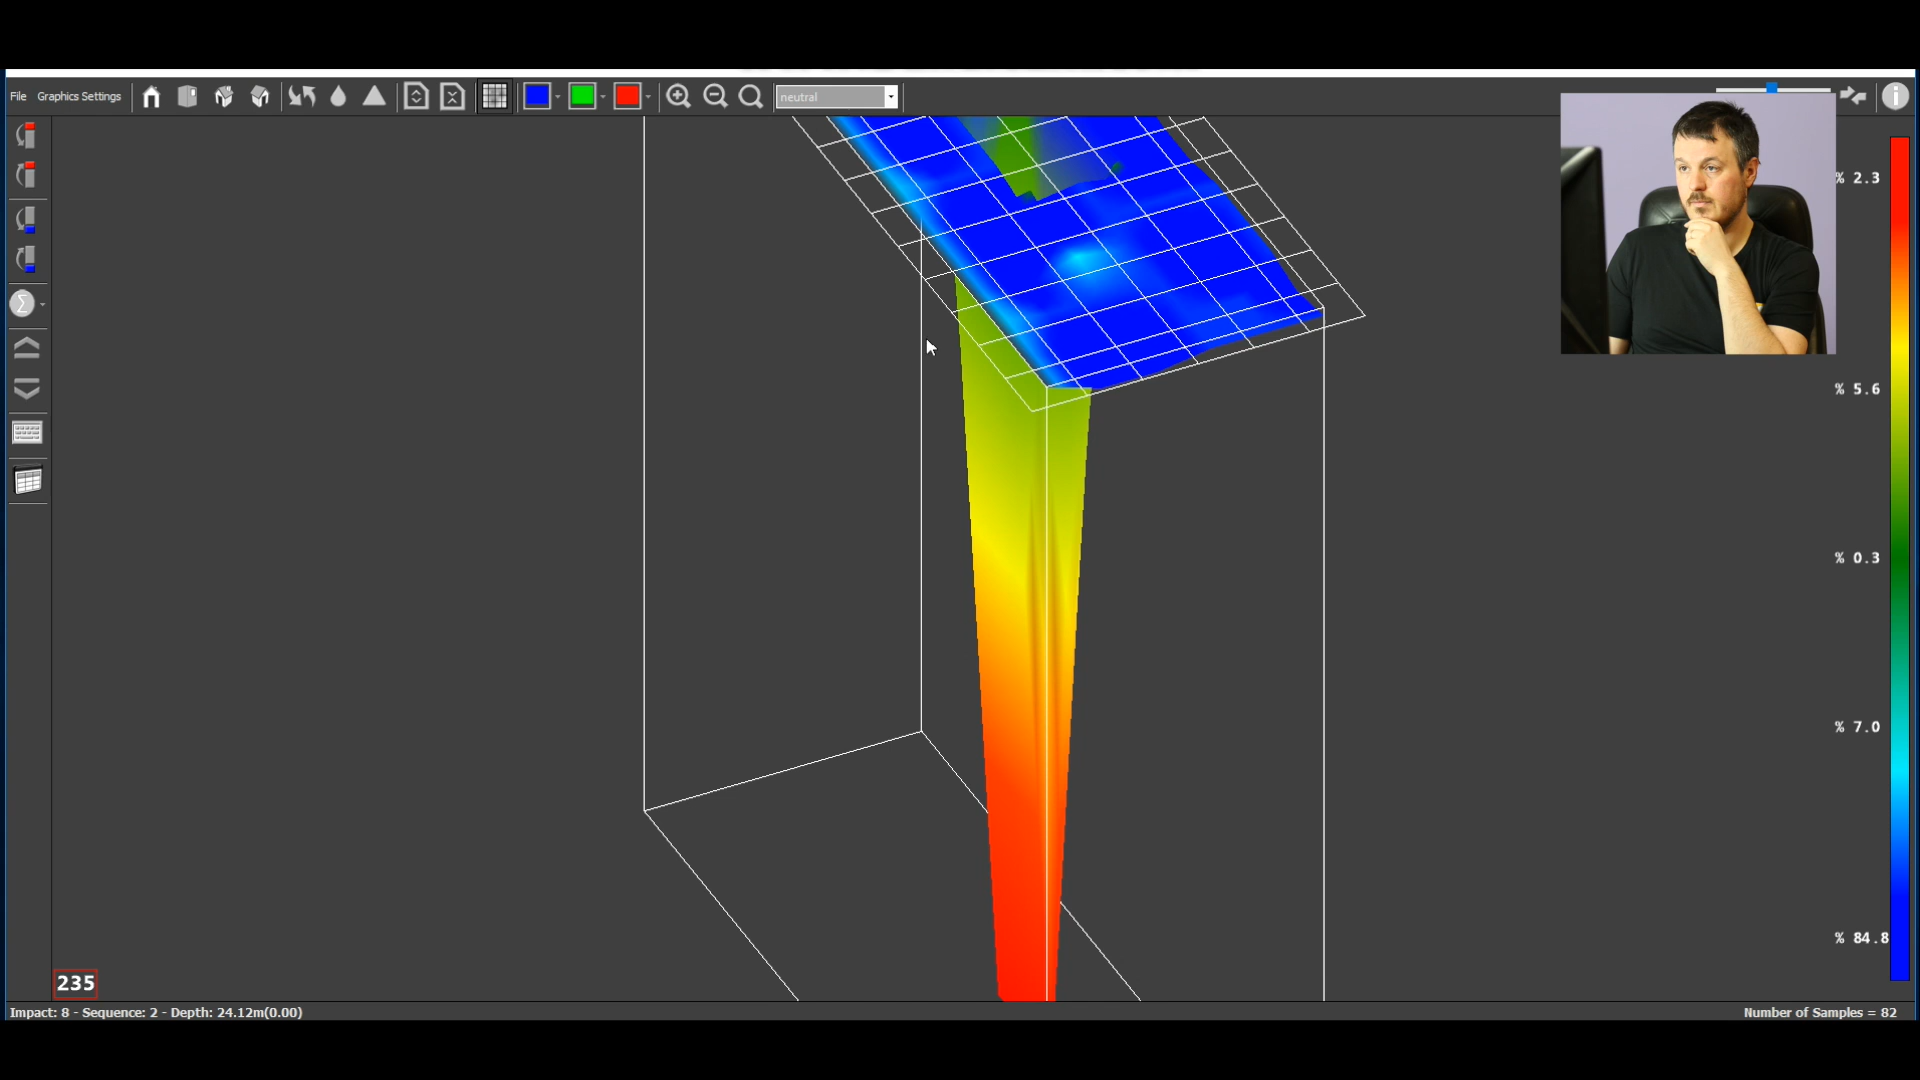 File Graphics Settings
neutral
% 2.3
% 5.6
% 0.3
% 7.0
% 84.8
235
Impact: 8 - Sequence: 2 - Depth: 24.12m(0.00)
Number of Samples = 82